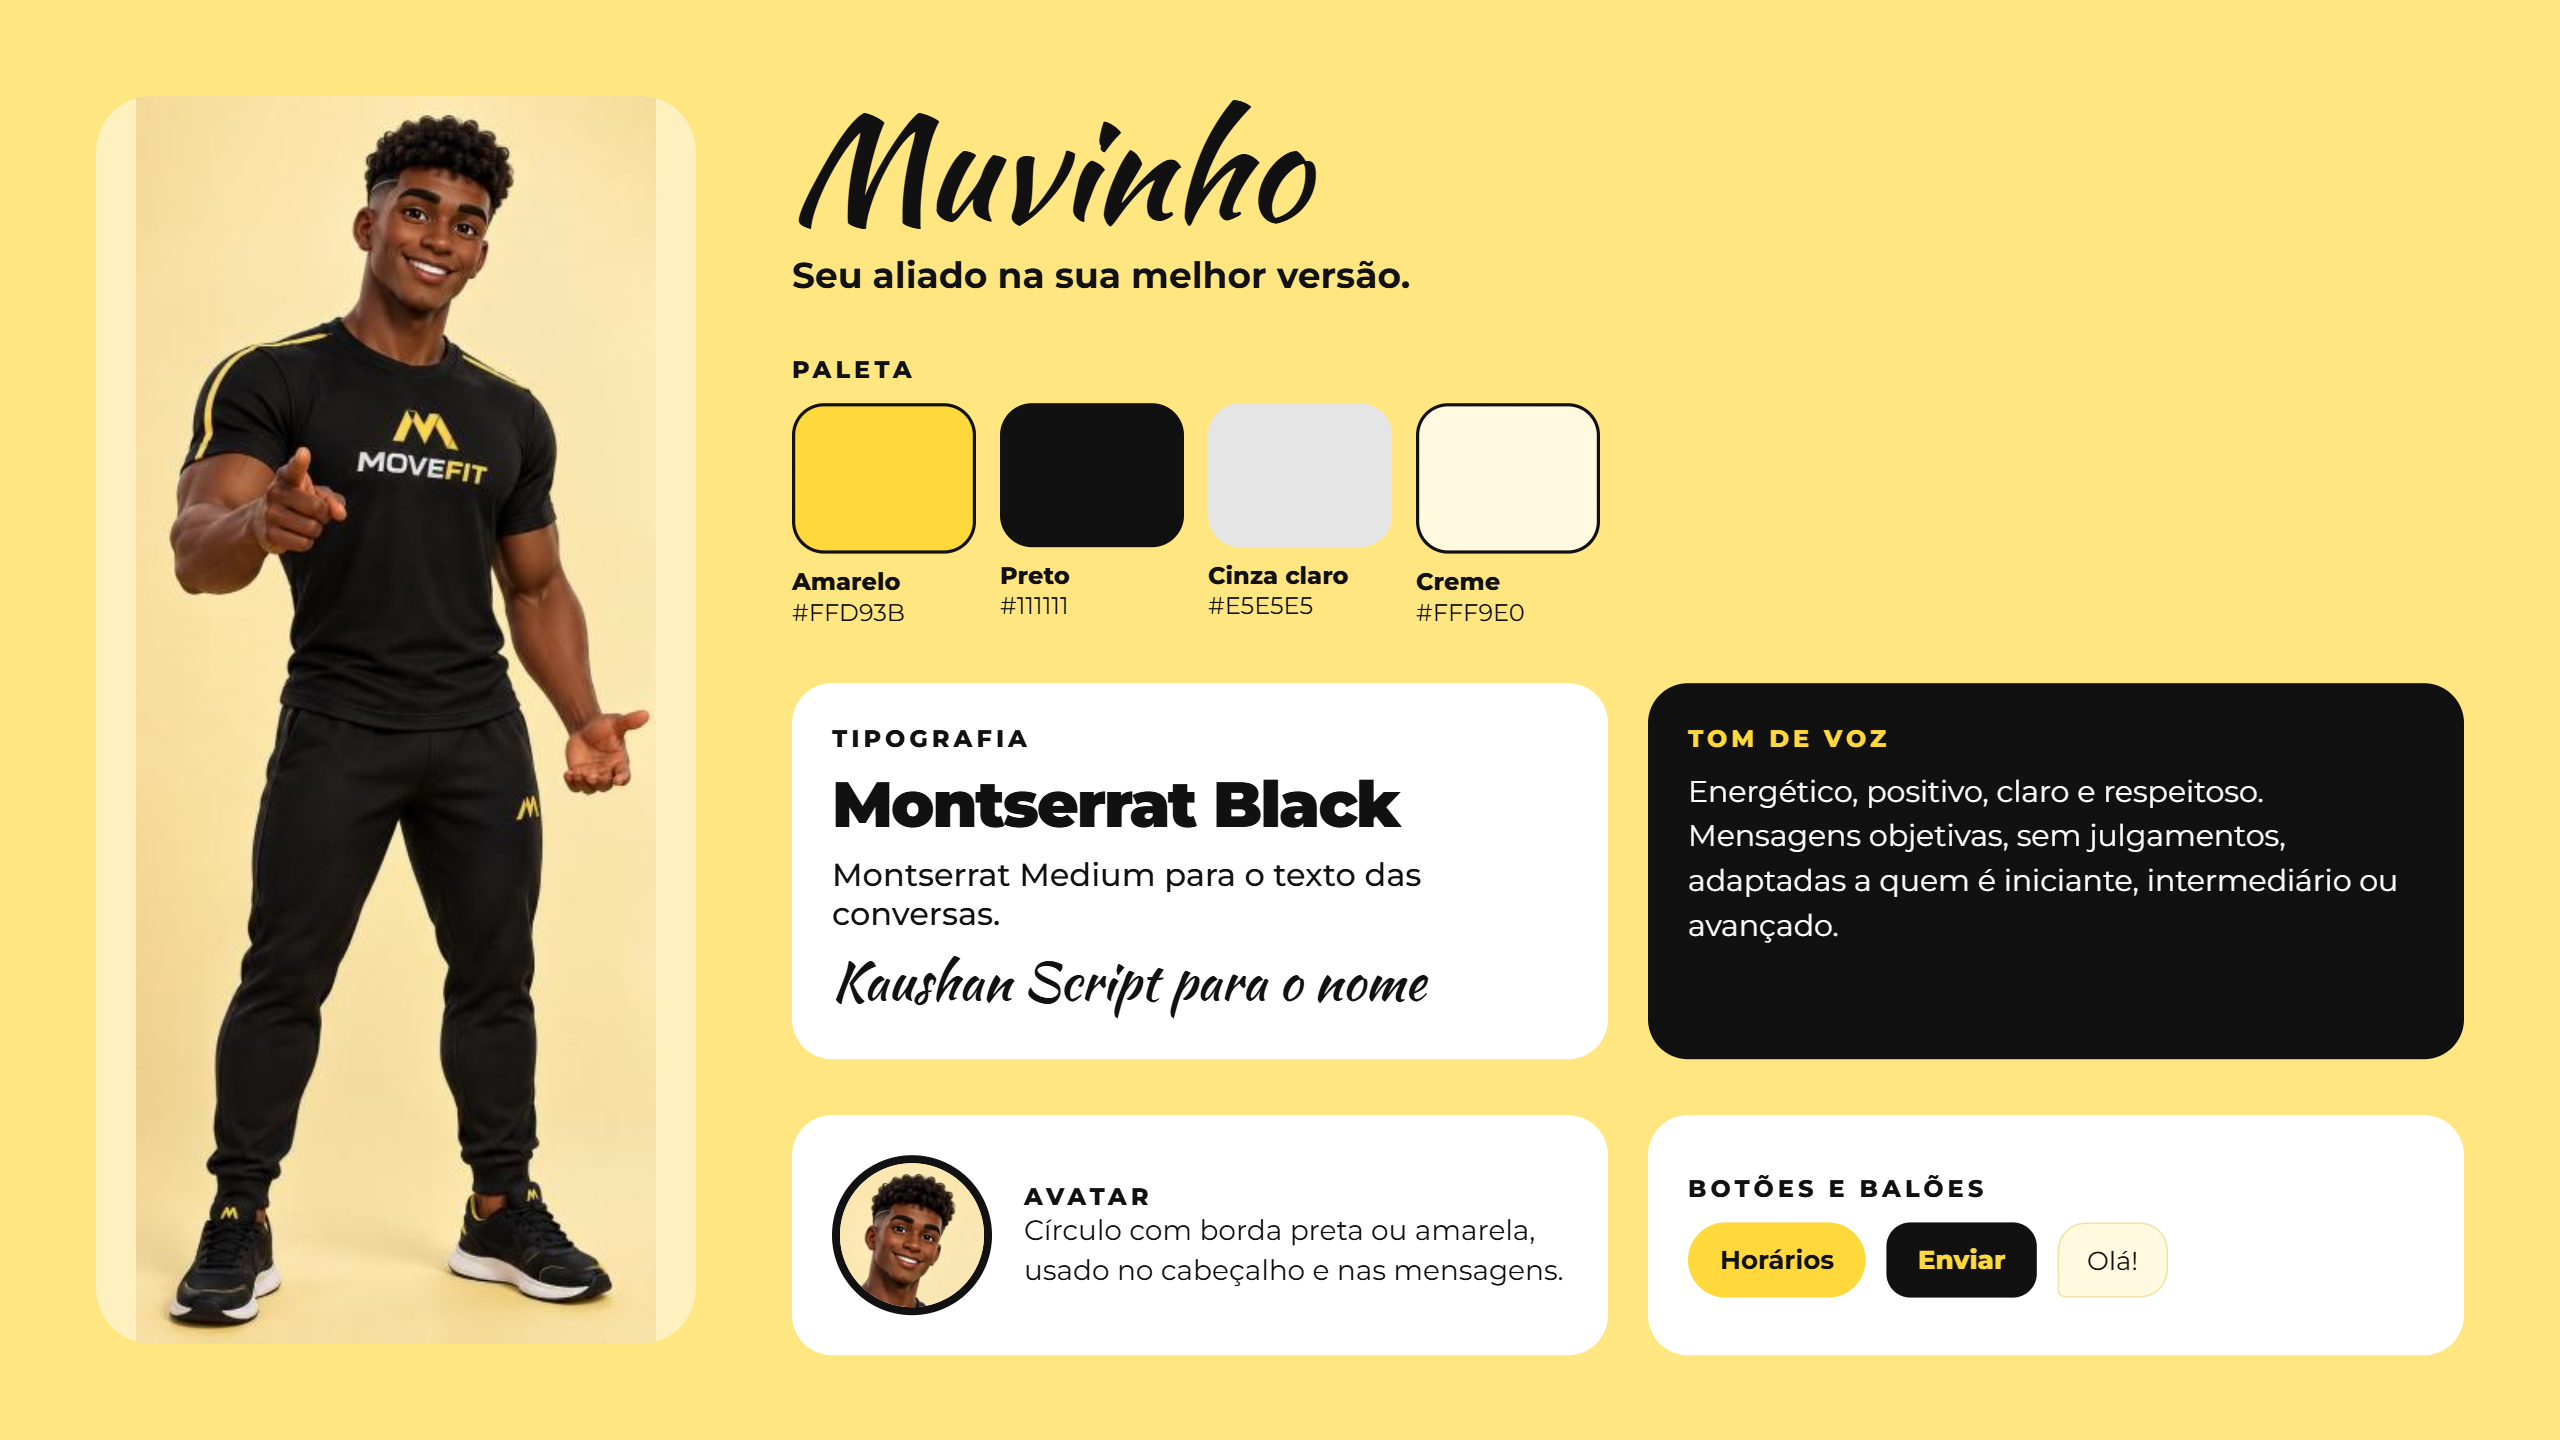 M
MOVEFIT
M
M
M
Muvinho
Seu aliado na sua melhor versão.
PALETA
Amarelo
#FFD93B
Preto
#111111
Cinza claro
#E5E5E5
Creme
#FFF9E0
TIPOGRAFIA
Montserrat Black
Montserrat Medium para o texto das
conversas.
Kaushan Script para o nome
TOM DE VOZ
Energético, positivo, claro e respeitoso.
Mensagens objetivas, sem julgamentos,
adaptadas a quem é iniciante, intermediário ou
avançado.
AVATAR
Círculo com borda preta ou amarela,
usado no cabeçalho e nas mensagens.
BOTÕES E BALÕES
Horários
Enviar
Olá!